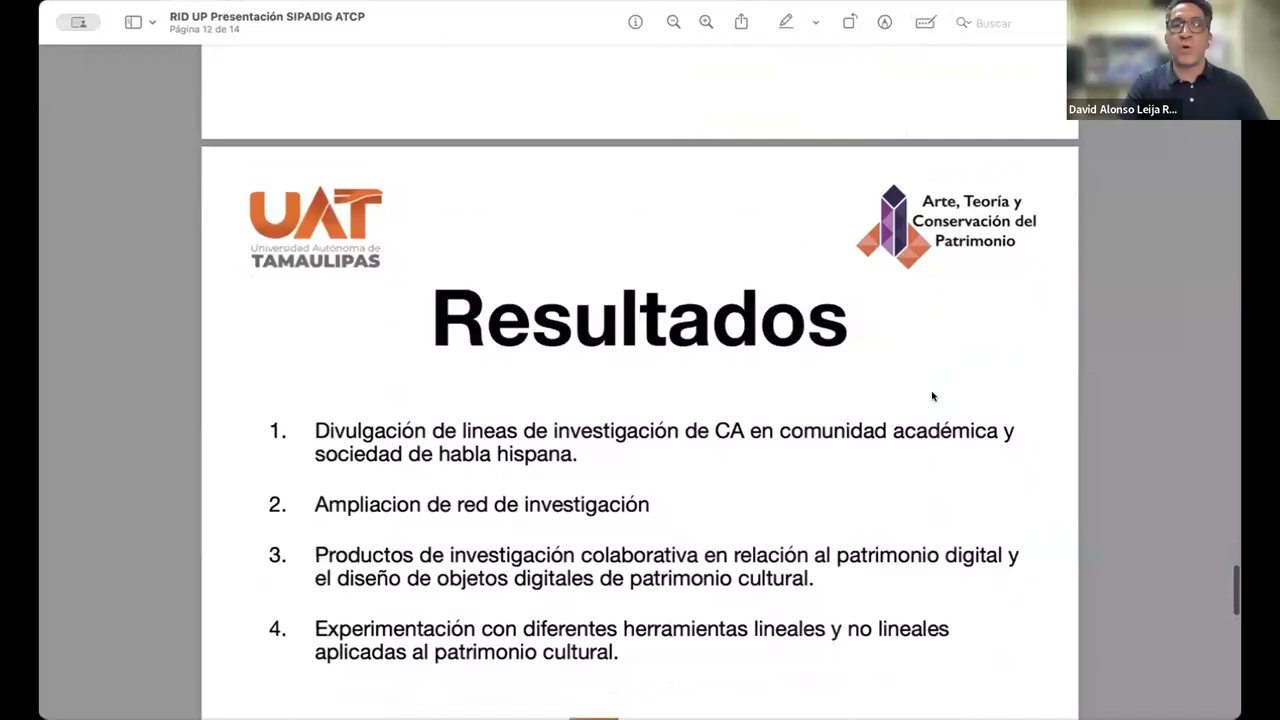 RID UP Presentación SIPADIG ATCP
Página 12 de 14
Buscar
David Alonso Leija R...
UAT
Universidad Autónoma de
TAMAULIPAS
Arte, Teoría y
Conservación del
Patrimonio
Resultados
1. Divulgación de lineas de investigación de CA en comunidad académica y
sociedad de habla hispana.
2. Ampliacion de red de investigación
3. Productos de investigación colaborativa en relación al patrimonio digital y
el diseño de objetos digitales de patrimonio cultural.
4. Experimentación con diferentes herramientas lineales y no lineales
aplicadas al patrimonio cultural.